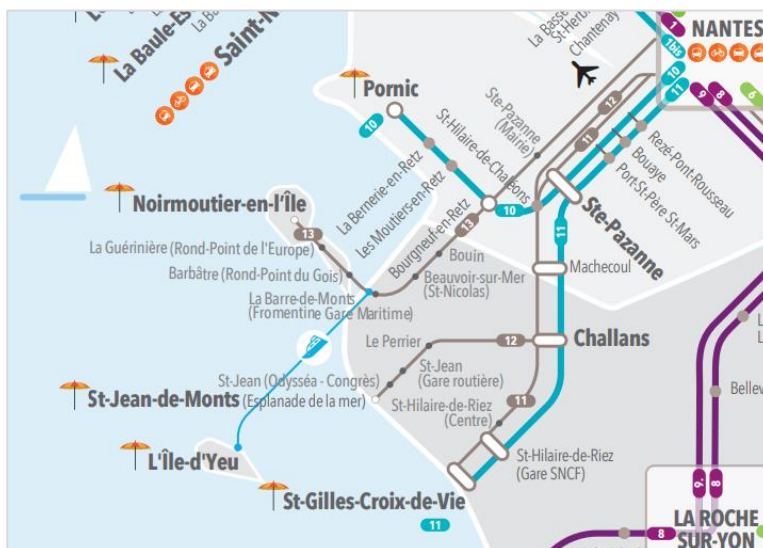 La Baule-Es
Saint-N
La Basse
St-Herb
Chantenay
1
1bis
NANTES
10
11
9
8
6
Pornic
10
Ste-Pazanne
(Mairie)
12
11
St-Hilaire-de-Chaléons
Rezé-Pont-Rousseau
Bouaye
Port-St-Père St-Mars
La Bernerie-en-Retz
Les Moutiers-en-Retz
Bourgneuf-en-Retz
10
13
11
Ste-Pazanne
Noirmoutier-en-l'Île
13
La Guérinière (Rond-Point de l'Europe)
Barbâtre (Rond-Point du Gois)
La Barre-de-Monts
(Fromentine Gare Maritime)
Bouin
Beauvoir-sur-Mer
(St-Nicolas)
Machecoul
Le Perrier
12
Challans
St-Jean
(Gare routière)
St-Jean (Odysséa - Congrès)
St-Jean-de-Monts
(Esplanade de la mer)
St-Hilaire-de-Riez
(Centre)
11
Bellev
L'Île-d'Yeu
St-Hilaire-de-Riez
(Gare SNCF)
St-Gilles-Croix-de-Vie
11
9
8
8
LA ROCHE
SUR-YON